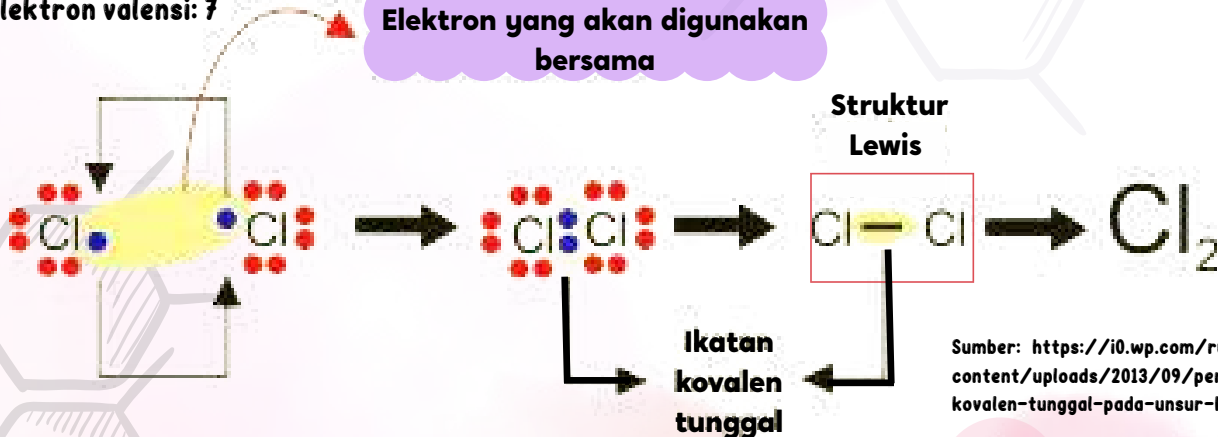 lektron valensi: 7
Elektron yang akan digunakan
bersama
Struktur
Lewis
Cl Cl
Cl Cl
Cl — Cl
Cl₂
Ikatan
kovalen
tunggal
Sumber: https://i0.wp.com/r
content/uploads/2013/09/per
kovalen-tunggal-pada-unsur-